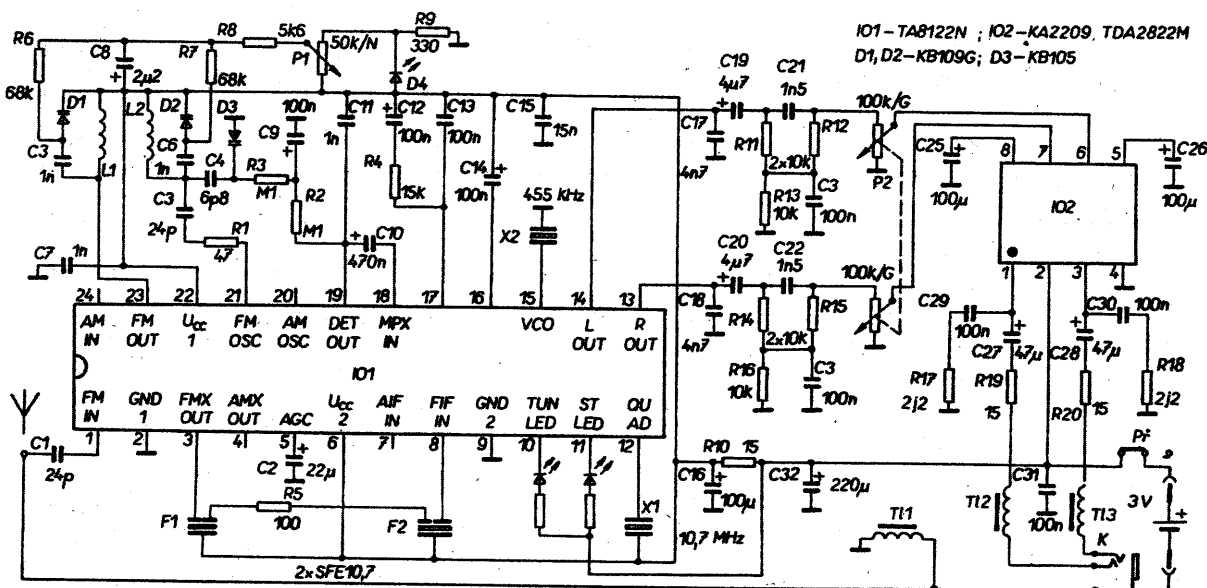 IO1-TA8122N ; IO2-KA2209, TDA2822M
D1, D2-KB109G; D3-KB105
R6
68k
C8
2µ2
R7
68k
R8
5k6
P1
50k/N
R9
330
D4
D1
L2
D2
D3
C3
1n
L1
C6
1n
C4
6p8
C9
100n
R3
M1
R2
M1
C3
24p
R1
47
C7
1n
C11
1n
C12
100n
C13
100n
R4
15k
C10
470n
C14
100n
C15
15n
455 KHz
X2
C17
4n7
C19
4µ7
C21
1n5
R11
R12
2x10k
R13
10k
C3
100n
100k/G
P2
C18
4n7
C20
4µ7
C22
1n5
R14
R15
2x10k
R16
10k
C3
100n
100k/G
C25
100µ
8
7
6
5
C26
100µ
IO2
1
2
3
4
C29
100n
C27
47µ
C28
47µ
C30
100n
R17
2j2
R19
15
R20
15
R18
2j2
24
23
22
21
20
19
18
17
16
15
14
13
AM IN
FM OUT
Ucc 1
FM OSC
AM OSC
DET OUT
MPX IN
VCO
L OUT
R OUT
IO1
FM IN
GND 1
FMX OUT
AMX OUT
AGC
Ucc 2
AIF IN
FIF IN
GND 2
TUN LED
ST LED
QU AD
1
2
3
4
5
6
7
8
9
10
11
12
C1
24p
C2
22µ
F1
R5
100
F2
2xSFE10,7
X1
10,7 MHz
R10
15
C16
100µ
C32
220µ
Tl1
Tl2
C31
100n
Tl3
K
Př
3V